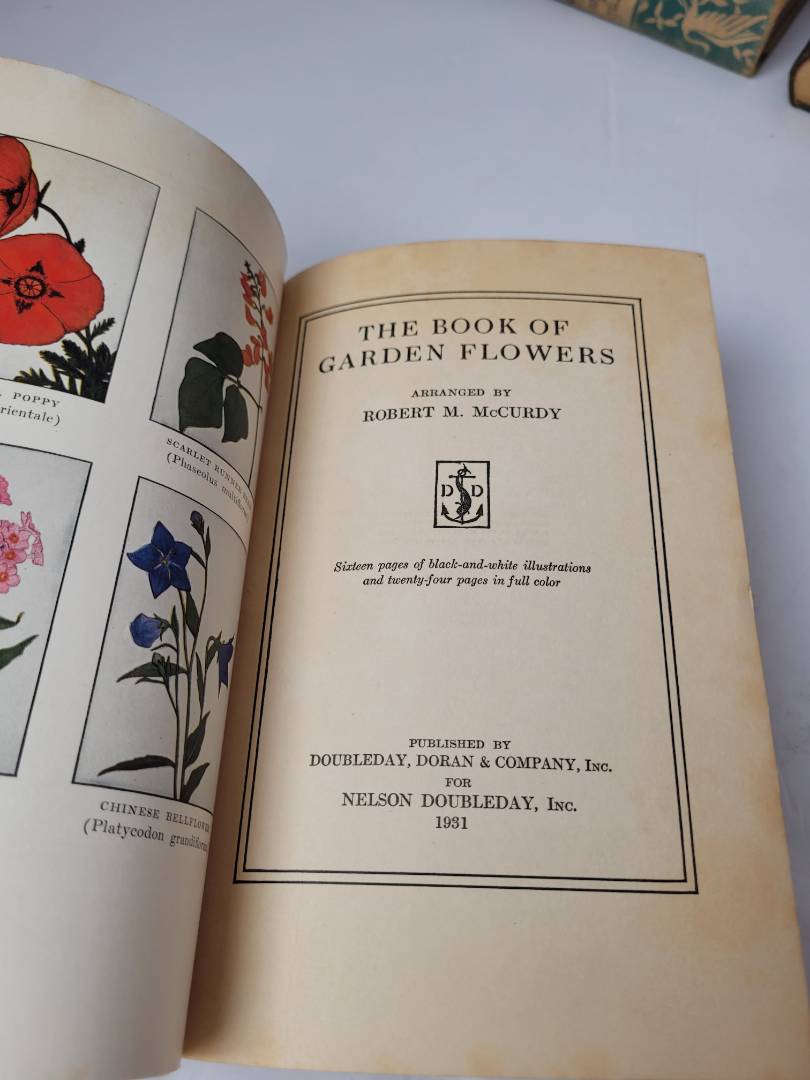 POPPY
rientale)
SCARLET RUNNER
(Phaseolus multiflor
CHINESE BELLFLOWER
(Platycodon grandiflorum
THE BOOK OF
GARDEN FLOWERS
ARRANGED BY
ROBERT M. McCURDY
D D
Sixteen pages of black-and-white illustrations
and twenty-four pages in full color
PUBLISHED BY
DOUBLEDAY, DORAN & COMPANY, INC.
FOR
NELSON DOUBLEDAY, INC.
1931